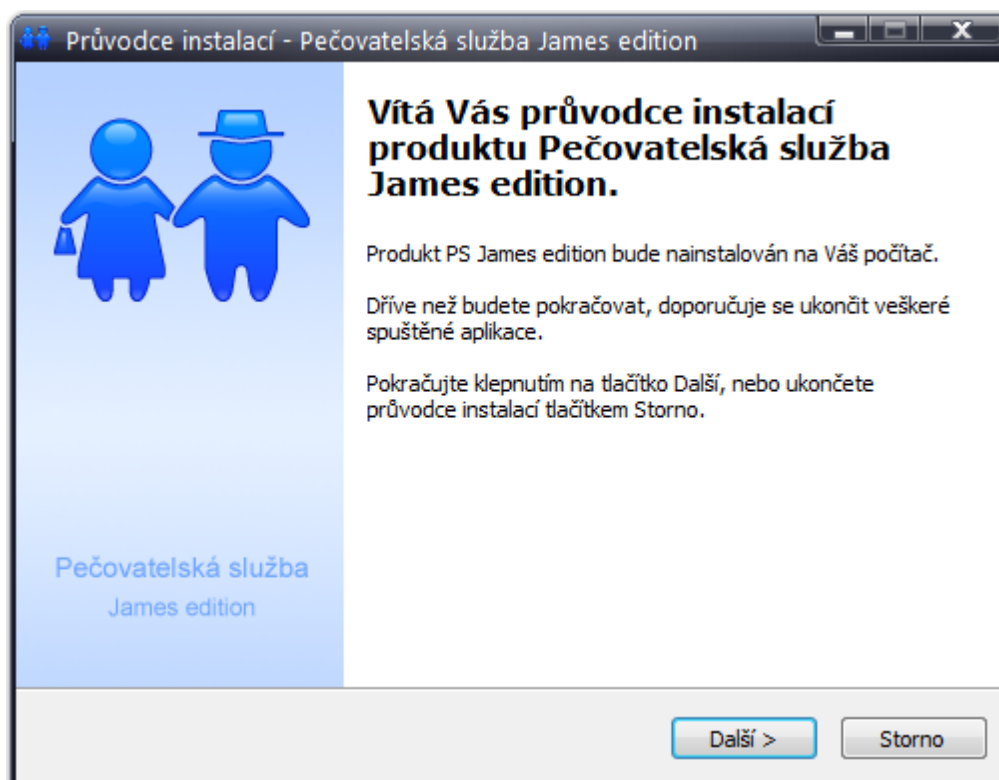 Průvodce instalací - Pečovatelská služba James edition
Vítá Vás průvodce instalací
produktu Pečovatelská služba
James edition.
Produkt PS James edition bude nainstalován na Váš počítač.
Dříve než budete pokračovat, doporučuje se ukončit veškeré
spuštěné aplikace.
Pokračujte klepnutím na tlačítko Další, nebo ukončete
průvodce instalací tlačítkem Storno.
Pečovatelská služba
James edition
Další >
Storno